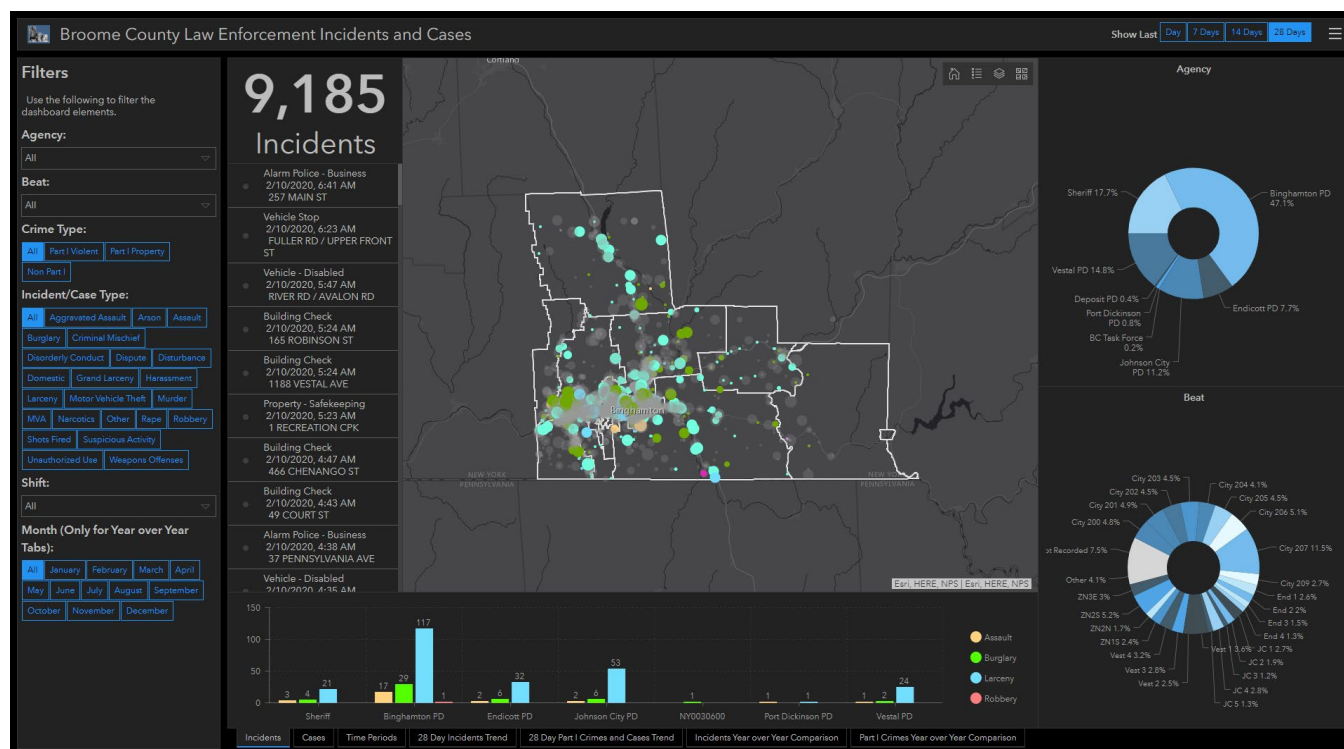 Broome County Law Enforcement Incidents and Cases
Show Last Day 7 Days 14 Days 28 Days
Filters
Use the following to filter the
dashboard elements.
Agency:
All
Beat:
All
Crime Type:
All Part I Violent Part I Property
Non Part I
Incident/Case Type:
All Aggravated Assault Arson Assault
Burglary Criminal Mischief
Disorderly Conduct Dispute Disturbance
Domestic Grand Larceny Harassment
Larceny Motor Vehicle Theft Murder
MVA Narcotics Other Rape Robbery
Shots Fired Suspicious Activity
Unauthorized Use Weapons Offenses
Shift:
All
Month (Only for Year over Year
Tabs):
All January February March April
May June July August September
October November December
9,185
Incidents
Alarm Police - Business
2/10/2020, 6:41 AM
257 MAIN ST
Vehicle Stop
2/10/2020, 6:23 AM
FULLER RD / UPPER FRONT
ST
Vehicle - Disabled
2/10/2020, 5:47 AM
RIVER RD / AVALON RD
Building Check
2/10/2020, 5:24 AM
165 ROBINSON ST
Building Check
2/10/2020, 5:24 AM
1188 VESTAL AVE
Property - Safekeeping
2/10/2020, 5:23 AM
1 RECREATION CPK
Building Check
2/10/2020, 4:47 AM
466 CHENANGO ST
Building Check
2/10/2020, 4:43 AM
49 COURT ST
Alarm Police - Business
2/10/2020, 4:38 AM
37 PENNSYLVANIA AVE
Vehicle - Disabled
2/10/2020, 4:35 AM
Cortland
Binghamton
NEW YORK
PENNSYLVANIA
NEW YORK
PENNSYLVANIA
Esri, HERE, NPS | Esri, HERE, NPS
150
100
50
0
3 4 21
17 29 117 1
2 6 32
2 6 53
1
1 1
1 2 24
Sheriff Binghamton PD Endicott PD Johnson City PD NY0030600 Port Dickinson PD Vestal PD
Assault
Burglary
Larceny
Robbery
Incidents Cases Time Periods 28 Day Incidents Trend 28 Day Part I Crimes and Cases Trend Incidents Year over Year Comparison Part I Crimes Year over Year Comparison
Agency
Sheriff 17.7%
Binghamton PD
47.1%
Vestal PD 14.8%
Deposit PD 0.4%
Port Dickinson
PD 0.8%
BC Task Force
0.2%
Johnson City
PD 11.2%
Endicott PD 7.7%
Beat
City 203 4.5%
City 202 4.5%
City 201 4.9%
City 200 4.8%
ot Recorded 7.5%
Other 4.1%
ZN3E 3%
ZN2S 5.2%
ZN2N 1.7%
ZN1S 2.4%
Vest 4 3.2%
Vest 3 2.8%
Vest 2 2.5%
Vest 1 3.6%
City 204 4.1%
City 205 4.5%
City 206 5.1%
City 207 11.5%
City 209 2.7%
End 1 2.6%
End 2 2%
End 3 1.5%
End 4 1.3%
JC 1 2.7%
JC 2 1.9%
JC 3 1.2%
JC 4 2.8%
JC 5 1.3%